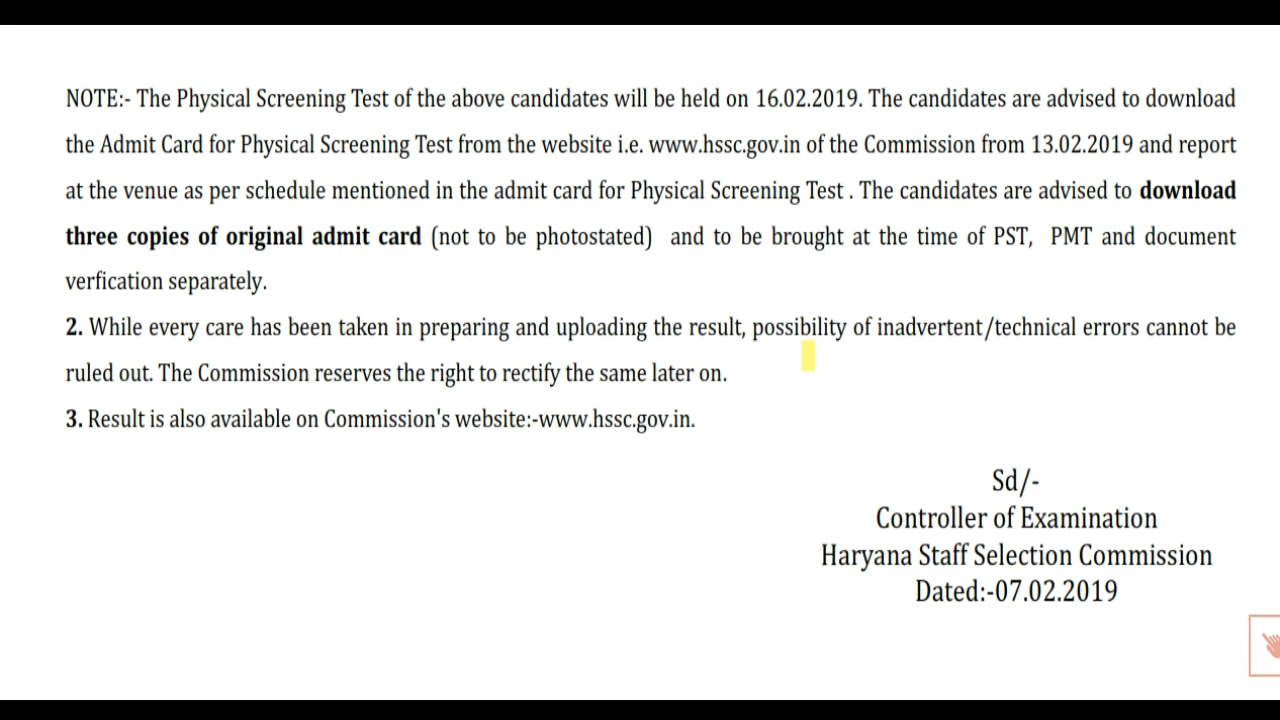 NOTE:- The Physical Screening Test of the above candidates will be held on 16.02.2019. The candidates are advised to download
the Admit Card for Physical Screening Test from the website i.e. www.hssc.gov.in of the Commission from 13.02.2019 and report
at the venue as per schedule mentioned in the admit card for Physical Screening Test . The candidates are advised to download
three copies of original admit card (not to be photostated) and to be brought at the time of PST, PMT and document
verfication separately.
2. While every care has been taken in preparing and uploading the result, possibility of inadvertent/technical errors cannot be
ruled out. The Commission reserves the right to rectify the same later on.
3. Result is also available on Commission's website:-www.hssc.gov.in.
Sd/-
Controller of Examination
Haryana Staff Selection Commission
Dated:-07.02.2019